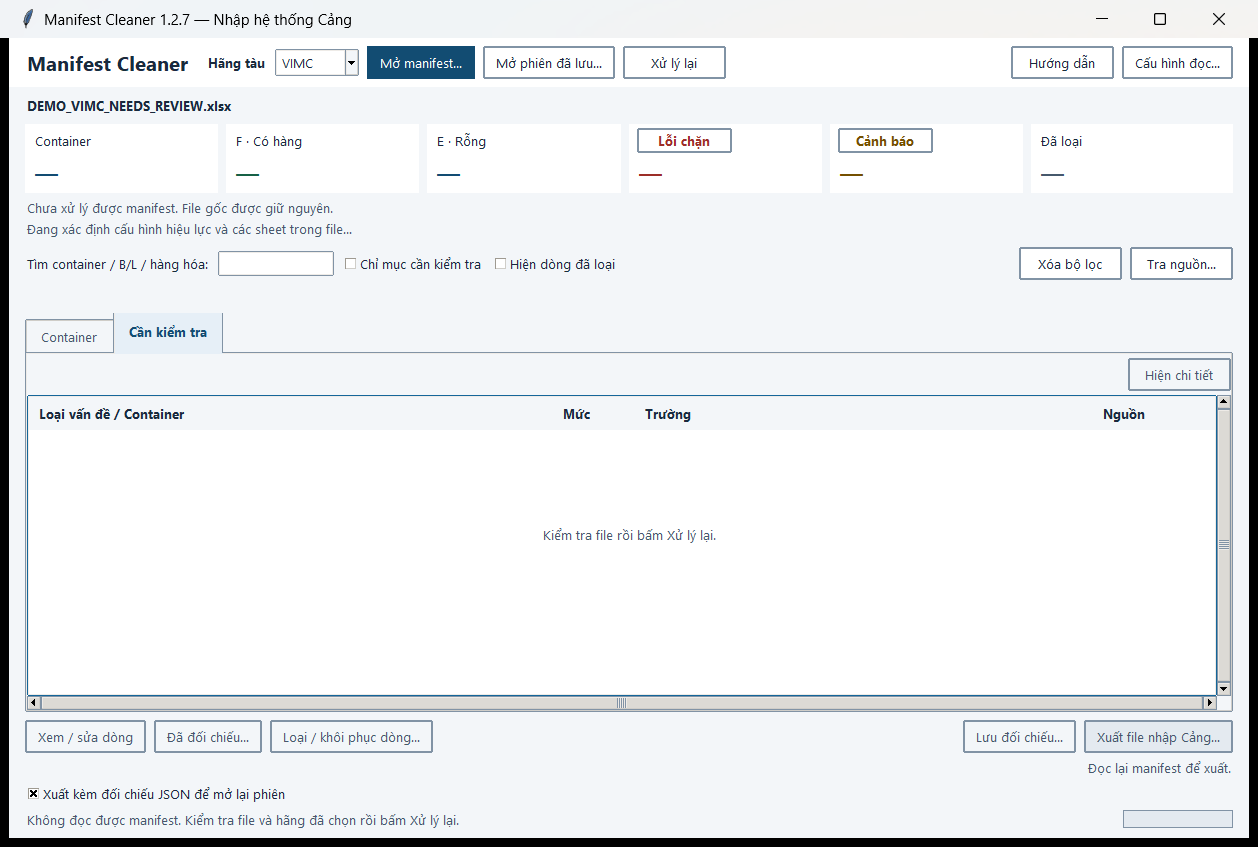 Manifest Cleaner 1.2.7 — Nhập hệ thống Cảng
Manifest Cleaner Hãng tàu VIMC Mở manifest... Mở phiên đã lưu... Xử lý lại Hướng dẫn Cấu hình đọc...
DEMO_VIMC_NEEDS_REVIEW.xlsx
Container F · Có hàng E · Rỗng Lỗi chặn Cảnh báo Đã loại
— — — — — —
Chưa xử lý được manifest. File gốc được giữ nguyên.
Đang xác định cấu hình hiệu lực và các sheet trong file...
Tìm container / B/L / hàng hóa: Chỉ mục cần kiểm tra Hiện dòng đã loại Xóa bộ lọc Tra nguồn...
Container Cần kiểm tra
Hiện chi tiết
Loại vấn đề / Container Mức Trường Nguồn
Kiểm tra file rồi bấm Xử lý lại.
Xem / sửa dòng Đã đối chiếu... Loại / khôi phục dòng... Lưu đối chiếu... Xuất file nhập Cảng...
Đọc lại manifest để xuất.
Xuất kèm đối chiếu JSON để mở lại phiên
Không đọc được manifest. Kiểm tra file và hãng đã chọn rồi bấm Xử lý lại.